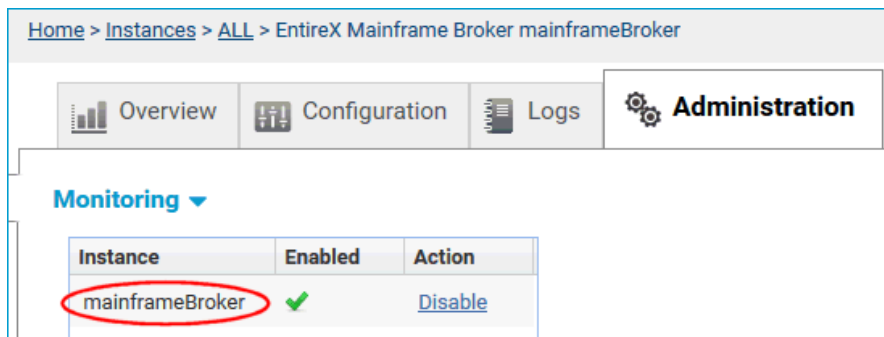 Home > Instances > ALL > EntireX Mainframe Broker mainframeBroker
Overview Configuration Logs Administration
Monitoring
Instance Enabled Action
mainframeBroker Disable